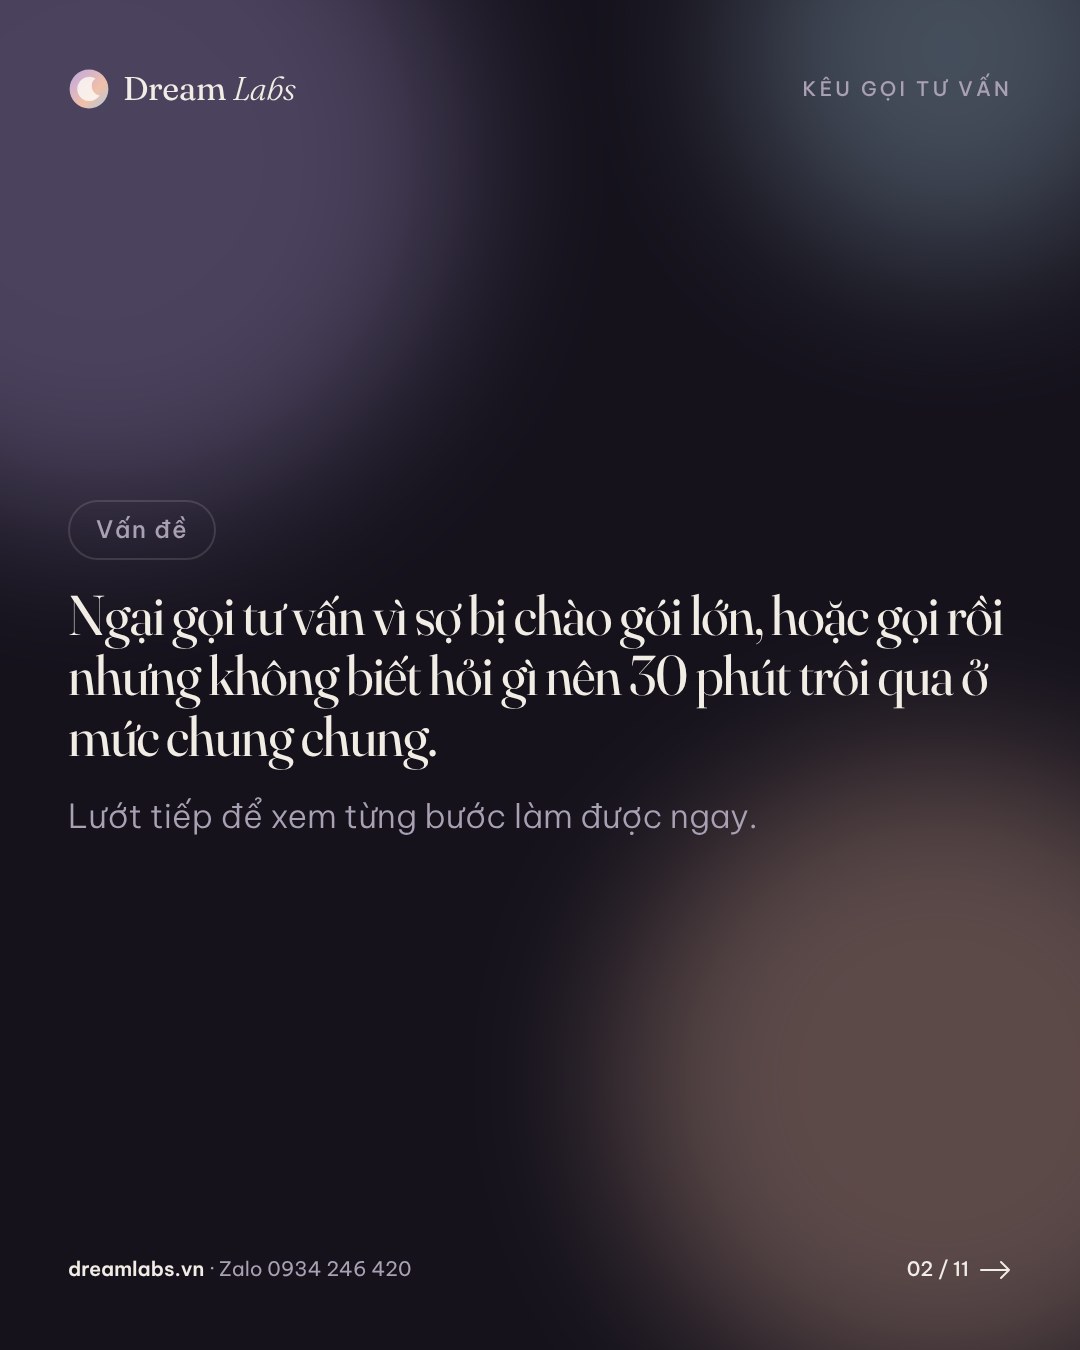 Dream Labs
KÊU GỌI TƯ VẤN
Vấn đề
Ngại gọi tư vấn vì sợ bị chào gói lớn, hoặc gọi rồi
nhưng không biết hỏi gì nên 30 phút trôi qua ở
mức chung chung.
Lướt tiếp để xem từng bước làm được ngay.
dreamlabs.vn · Zalo 0934 246 420
02 / 11 →